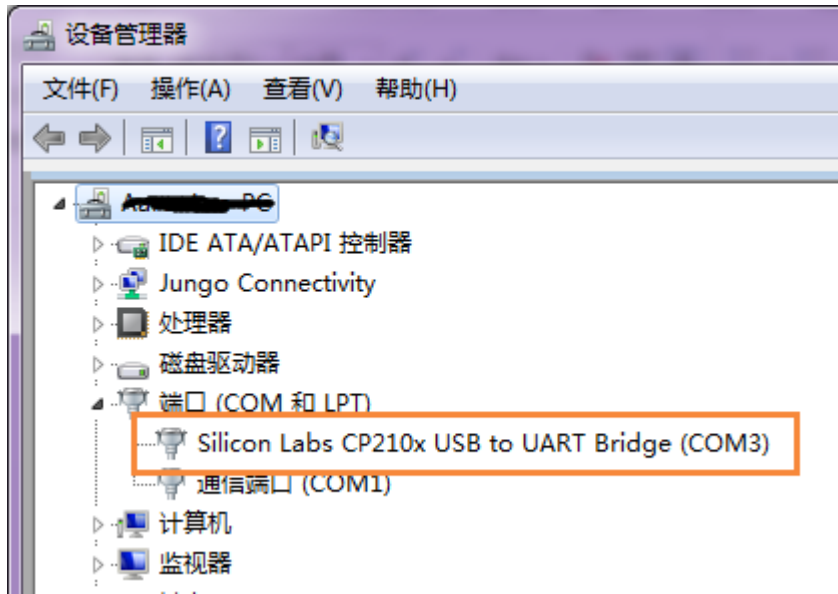 设备管理器
文件(F) 操作(A) 查看(V) 帮助(H)
IDE ATA/ATAPI 控制器
Jungo Connectivity
处理器
磁盘驱动器
端口 (COM 和 LPT)
Silicon Labs CP210x USB to UART Bridge (COM3)
通信端口 (COM1)
计算机
监视器